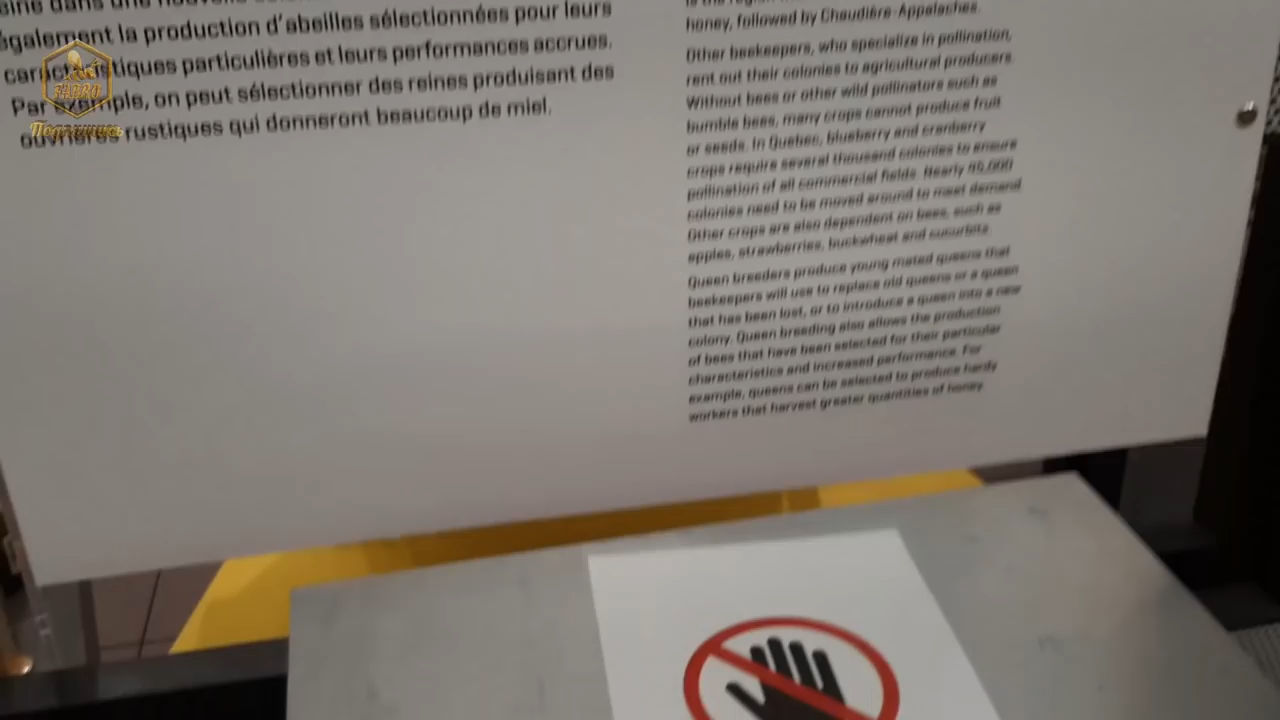 également la production d'abeilles sélectionnées pour leurs
caractéristiques particulières et leurs performances accrues.
Par exemple, on peut sélectionner des reines produisant des
ouvrières rustiques qui donneront beaucoup de miel.
honey, followed by Chaudière-Appalaches.
Other beekeepers, who specialize in pollination,
rent out their colonies to agricultural producers.
Without bees or other wild pollinators such as
bumble bees, many crops cannot produce fruit
or seeds. In Quebec, blueberry and cranberry
crops require several thousand colonies to ensure
pollination of all commercial fields. Nearly 45,000
colonies need to be moved around to meet demand.
Other crops are also dependent on bees, such as
apples, strawberries, buckwheat and cucurbits.
Queen breeders produce young mated queens that
beekeepers will use to replace old queens or a queen
that has been lost, or to introduce a queen into a new
colony. Queen breeding also allows the production
of bees that have been selected for their particular
characteristics and increased performance. For
example, queens can be selected to produce hardy
workers that harvest greater quantities of honey.
Подпишись